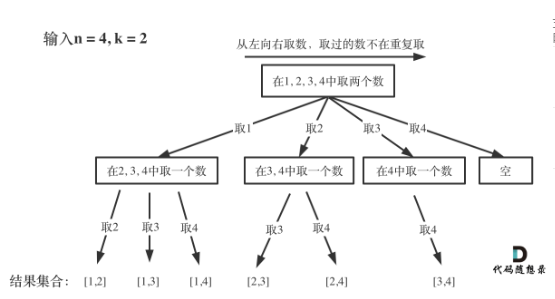 输入n = 4, k = 2
从左向右取数，取过的数不在重复取
在1, 2, 3, 4中取两个数
取1
取2
取3
取4
在2, 3, 4中取一个数
在3, 4中取一个数
在4中取一个数
空
取2
取3
取4
取3
取4
取4
结果集合： [1,2] [1,3] [1,4] [2,3] [2,4] [3,4]
代码随想录